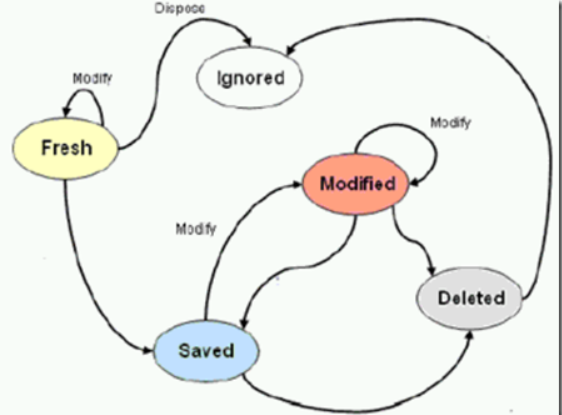 Dispose
Ignored
Modify
Fresh
Modify
Modified
Modify
Deleted
Saved